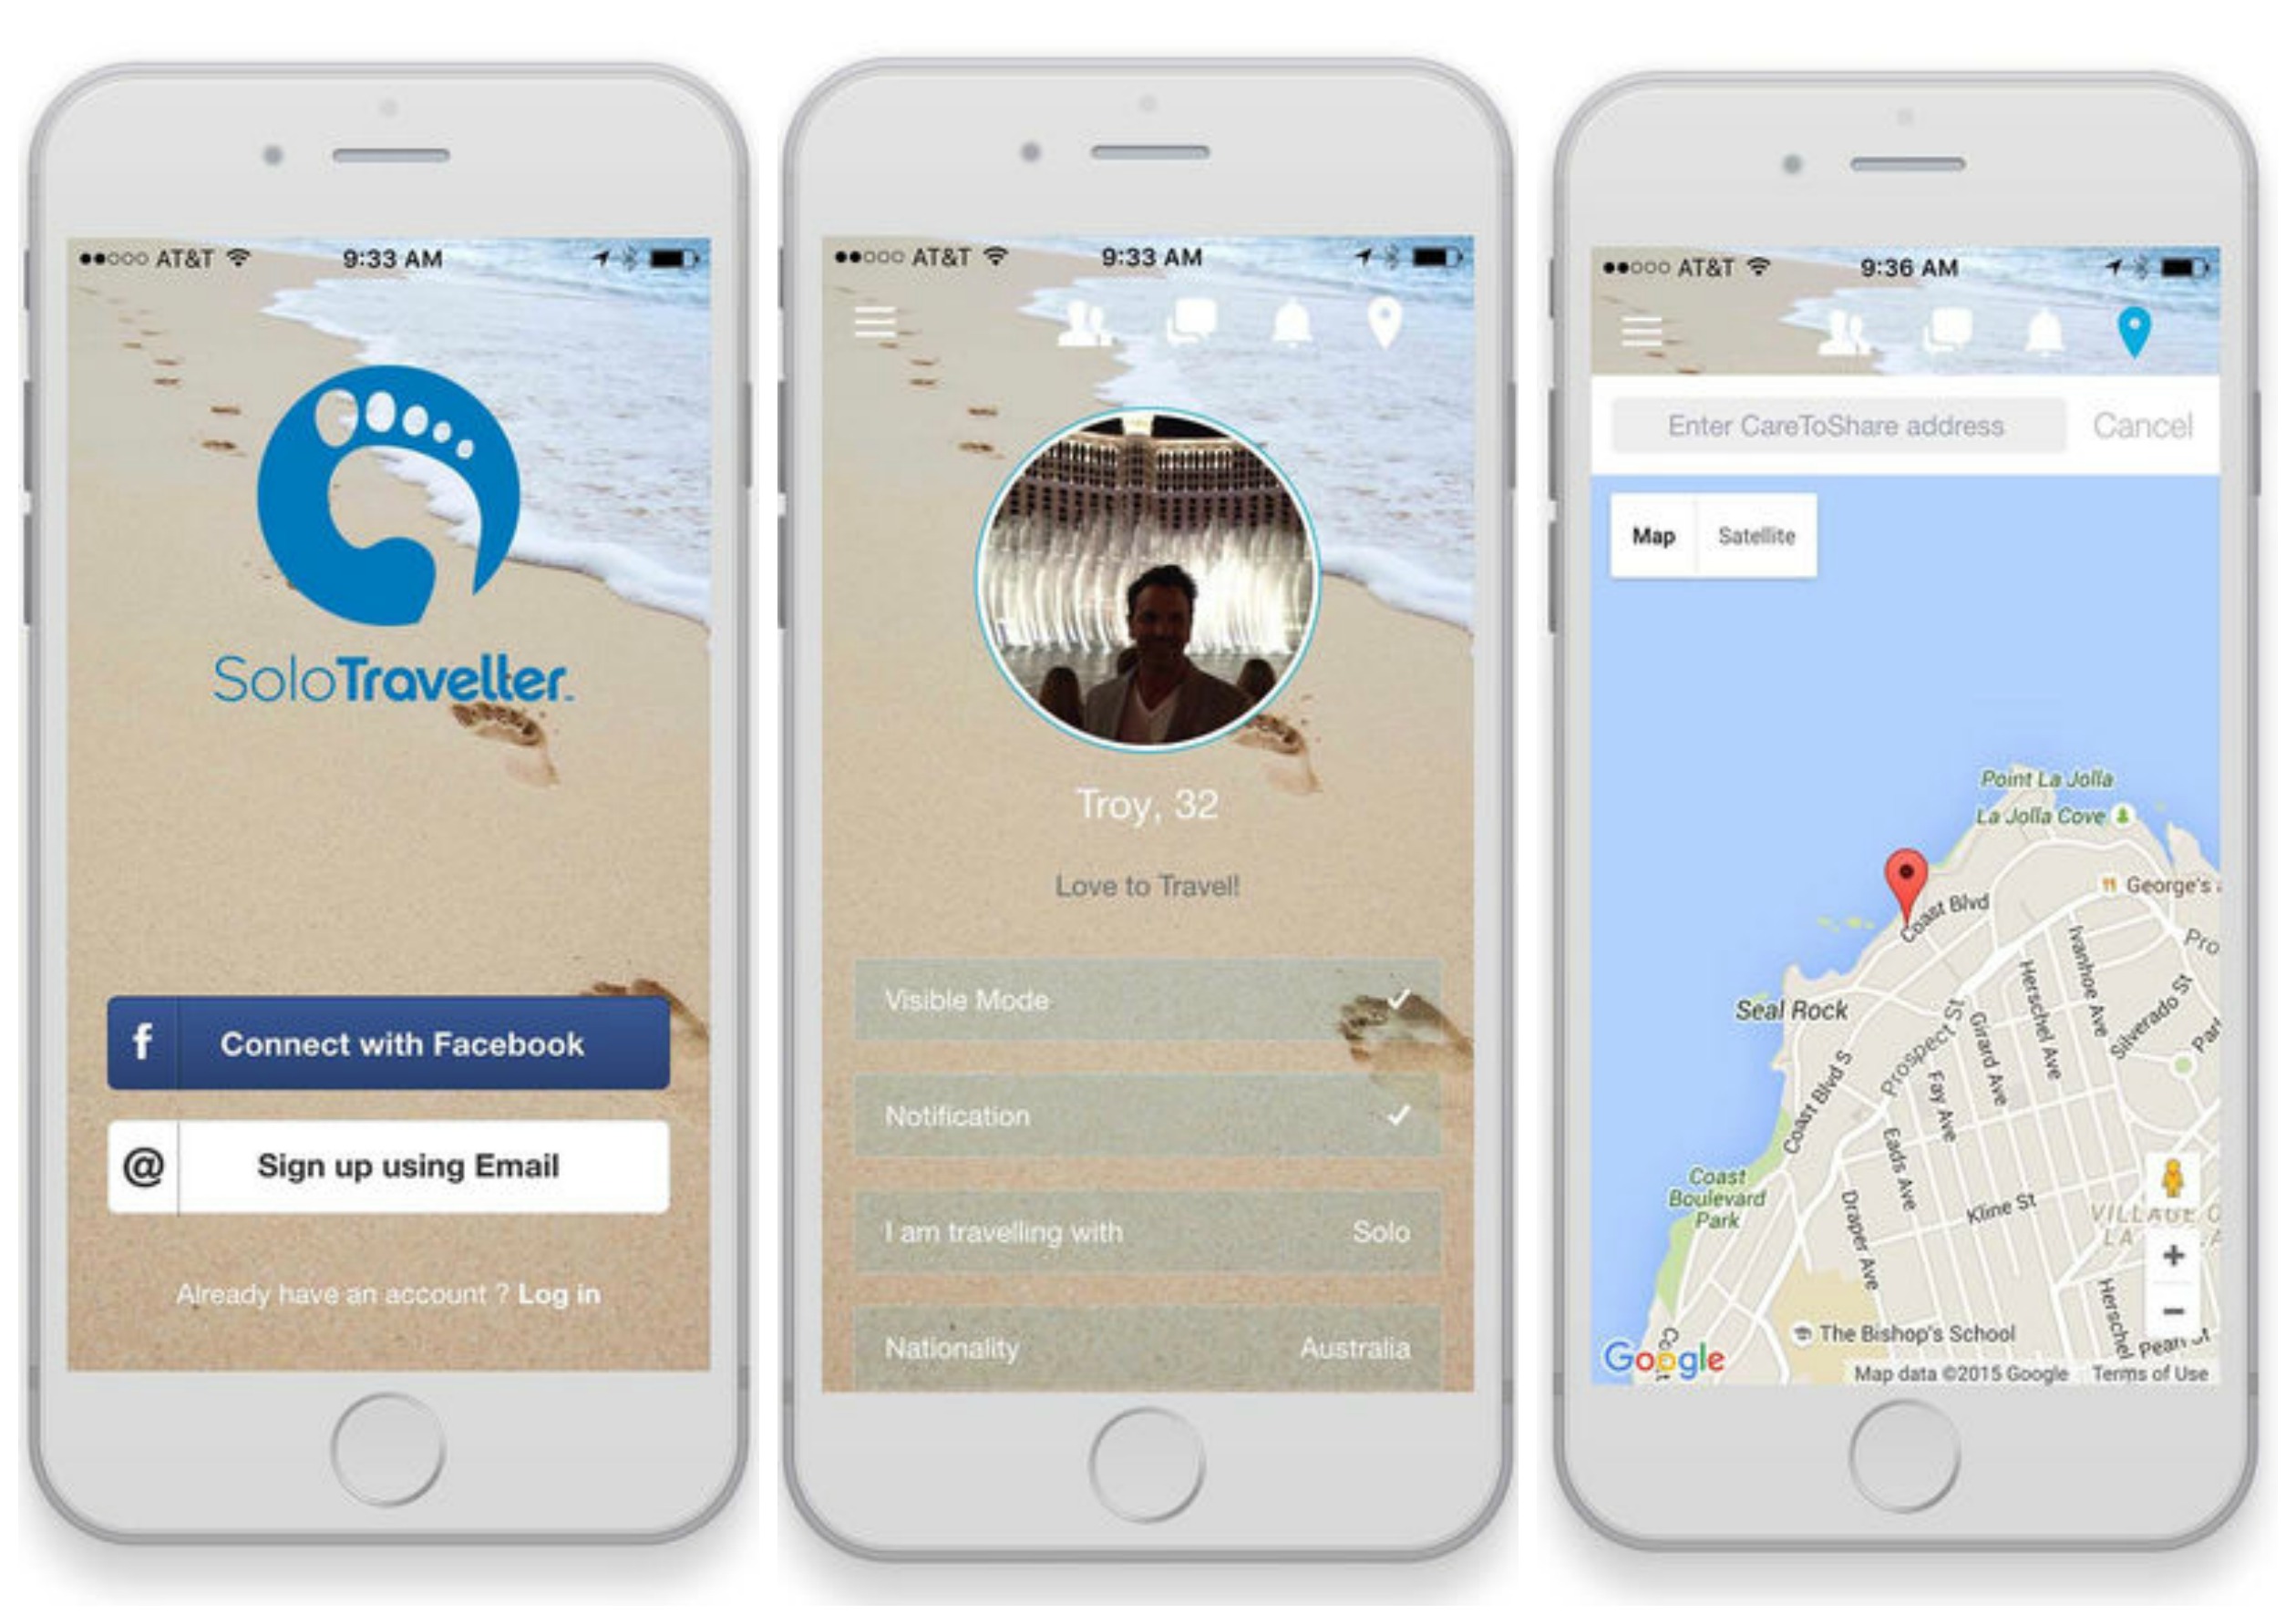 AT&T 9:33 AM
SoloTraveller
f Connect with Facebook
@ Sign up using Email
Already have an account ? Log in
AT&T 9:33 AM
Troy, 32
Love to Travel!
Visible Mode
Notification
I am travelling with Solo
Nationality Australia
AT&T 9:36 AM
Enter CareToShare address Cancel
Map Satellite
Point La Jolla
La Jolla Cove
George's
Coast Blvd
Pro
Ivanhoe Ave
Herschel Ave
Silverado St
Seal Rock
Prospect St
Girard Ave
Fay Ave
Coast Blvd S
Eads Ave
Coast
Boulevard
Park
Draper Ave
Kline St
VILLAGE O
LA
+
Herschel
−
The Bishop's School
Pearl St
Google
Map data ©2015 Google Terms of Use